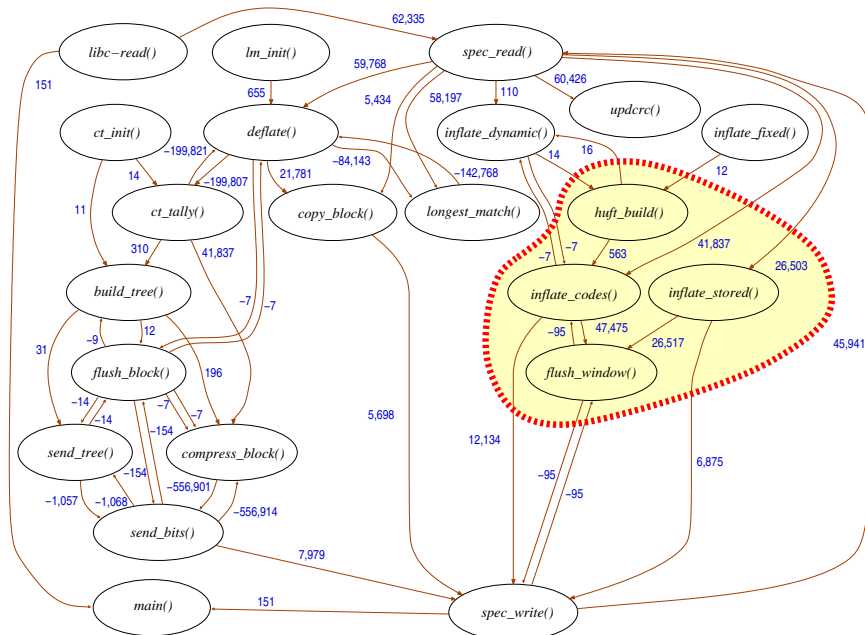 62,335
libc−read()
lm_init()
spec_read()
151
59,768
60,426
655
5,434
58,197
110
updcrc()
ct_init()
deflate()
inflate_dynamic()
inflate_fixed()
−199,821
−84,143
−142,768
14
16
14
−199,807
21,781
12
11
ct_tally()
copy_block()
longest_match()
huft_build()
310
41,837
−7
−7
563
41,837
26,503
−7
−7
build_tree()
inflate_codes()
inflate_stored()
31
−9
12
−95
47,475
26,517
45,941
flush_block()
196
flush_window()
−14
−14
−7
−7
−154
5,698
send_tree()
compress_block()
12,134
−154
−95
6,875
−1,057
−1,068
−556,901
−556,914
−95
send_bits()
7,979
main()
151
spec_write()